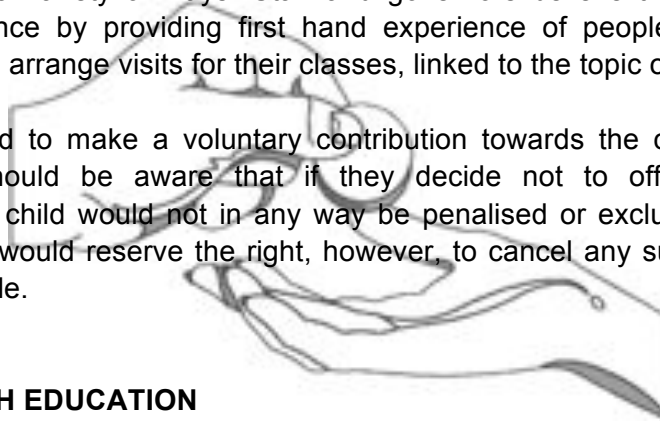 nce by providing first hand experience of people
arrange visits for their classes, linked to the topic o
d to make a voluntary contribution towards the c
hould be aware that if they decide not to off
child would not in any way be penalised or exclu
would reserve the right, however, to cancel any su
le.
H EDUCATION